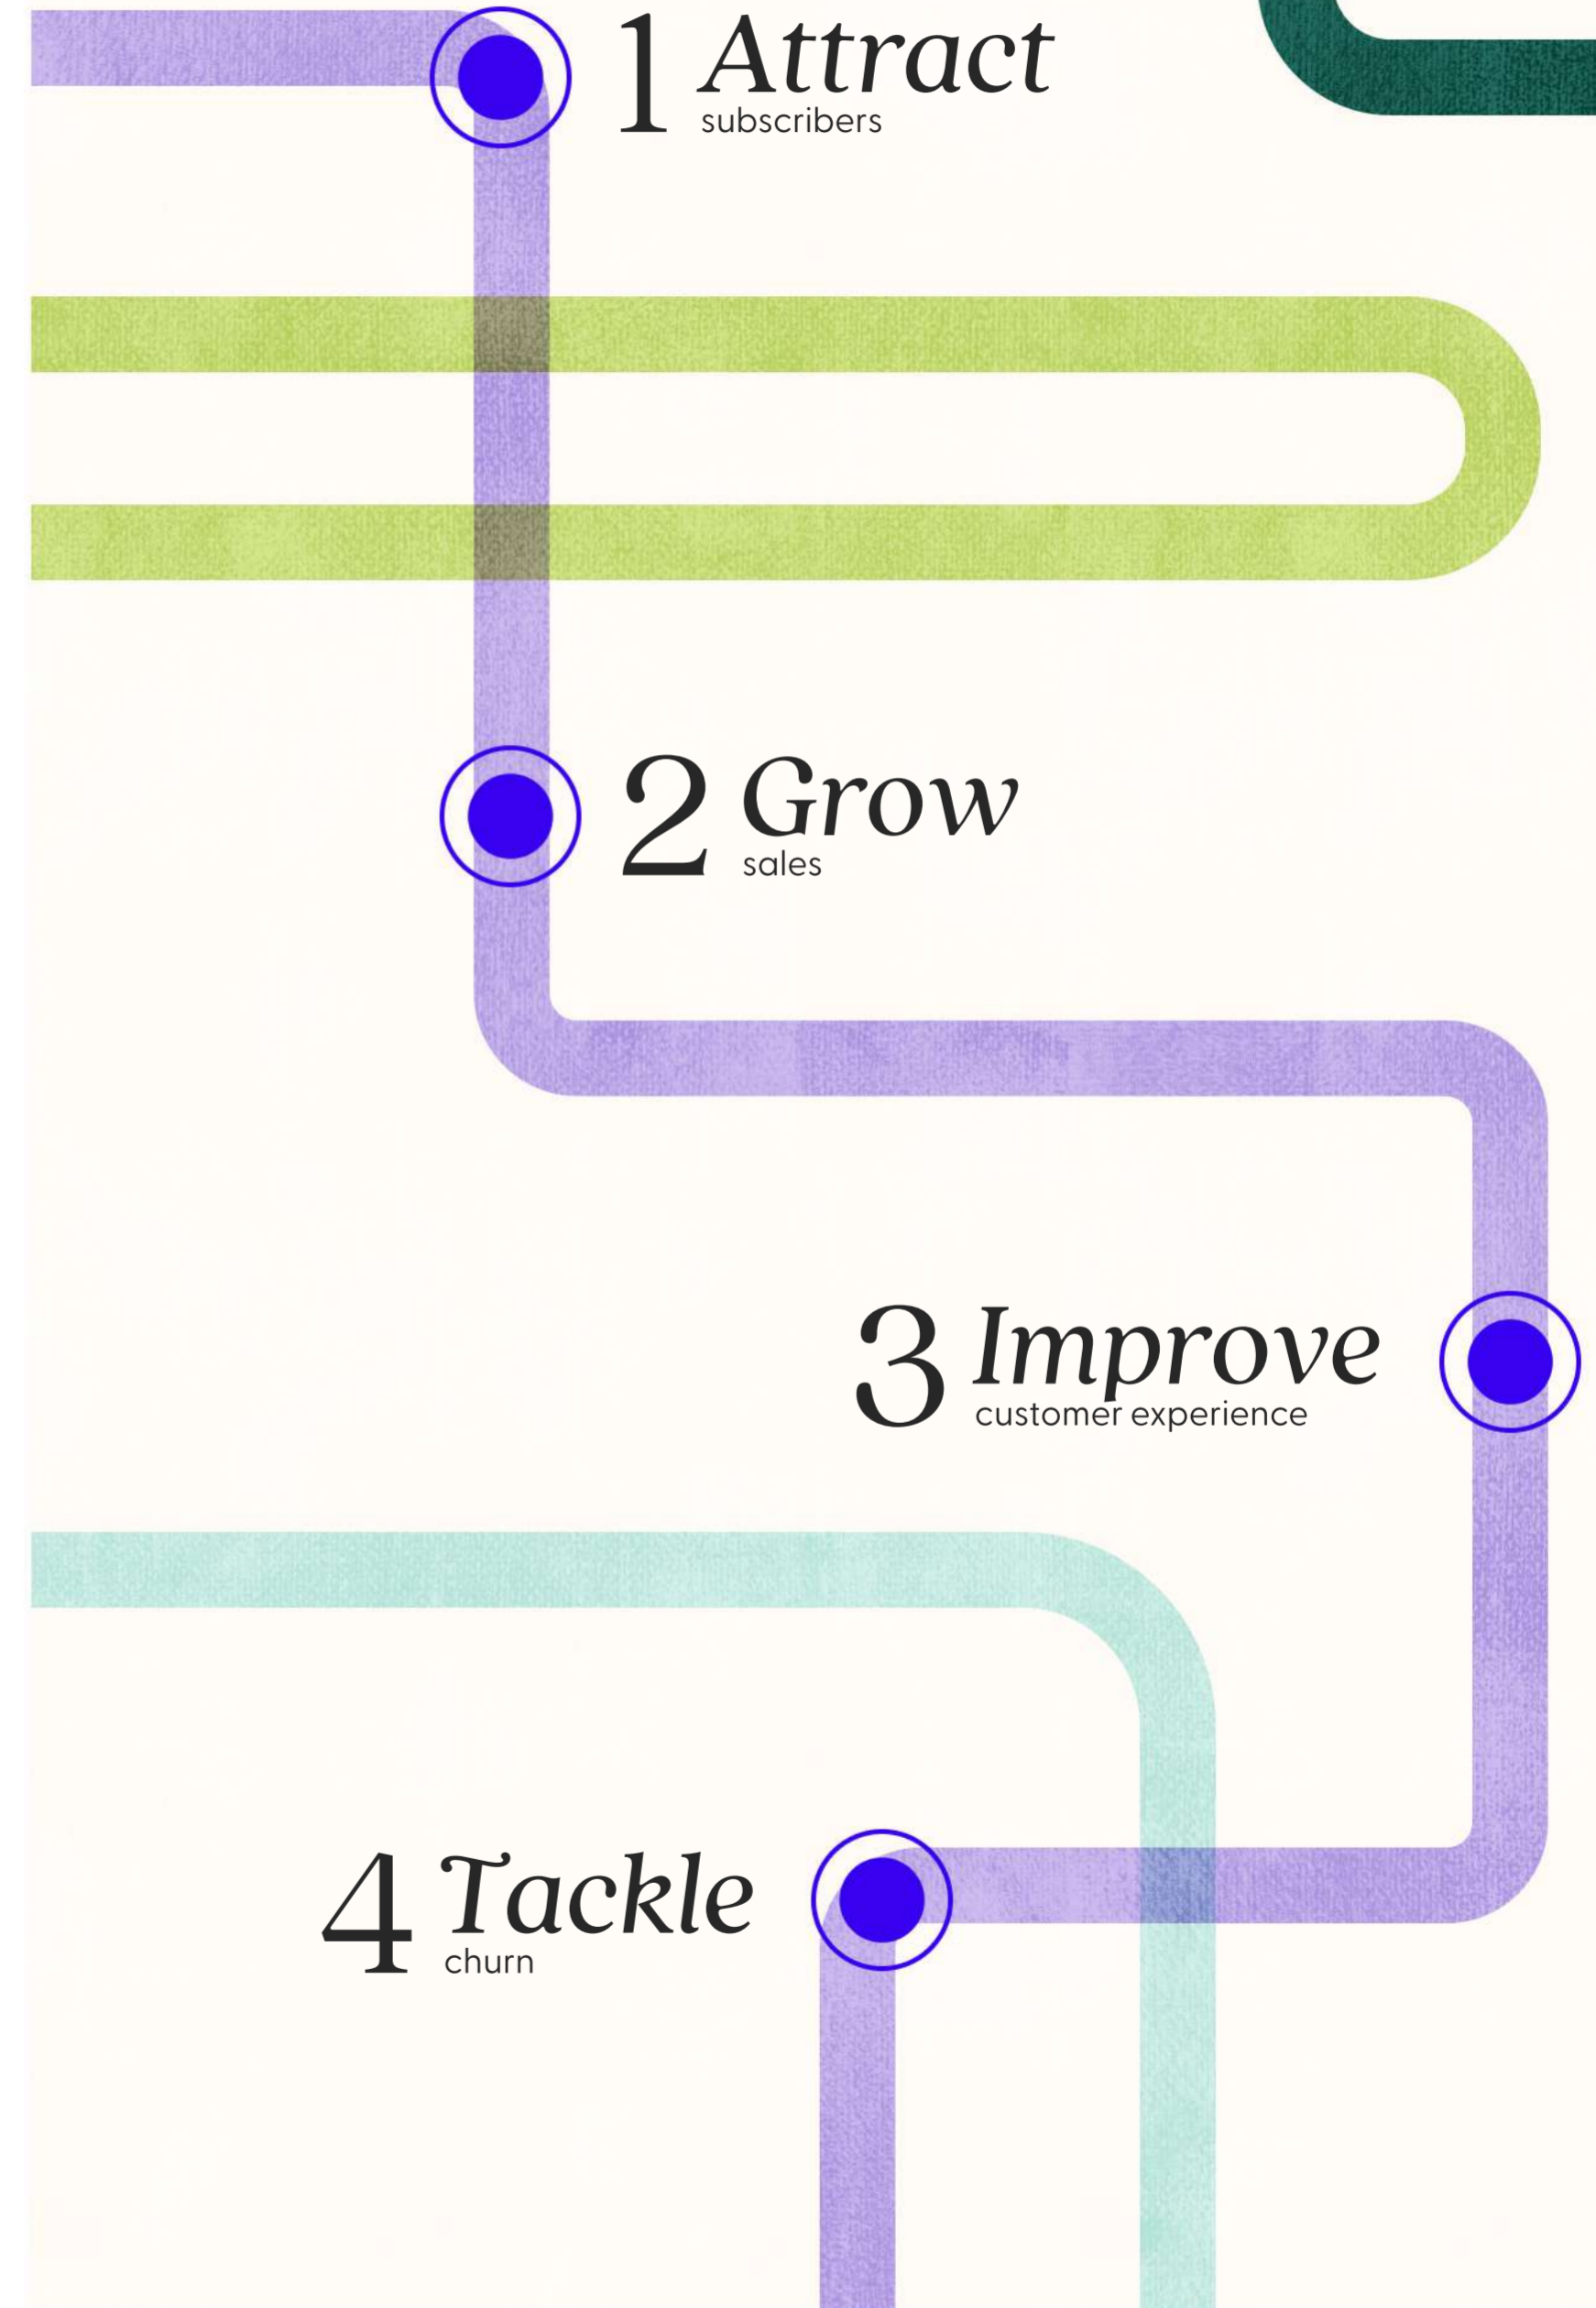 1 Attract
subscribers
2 Grow
sales
3 Improve
customer experience
4 Tackle
churn